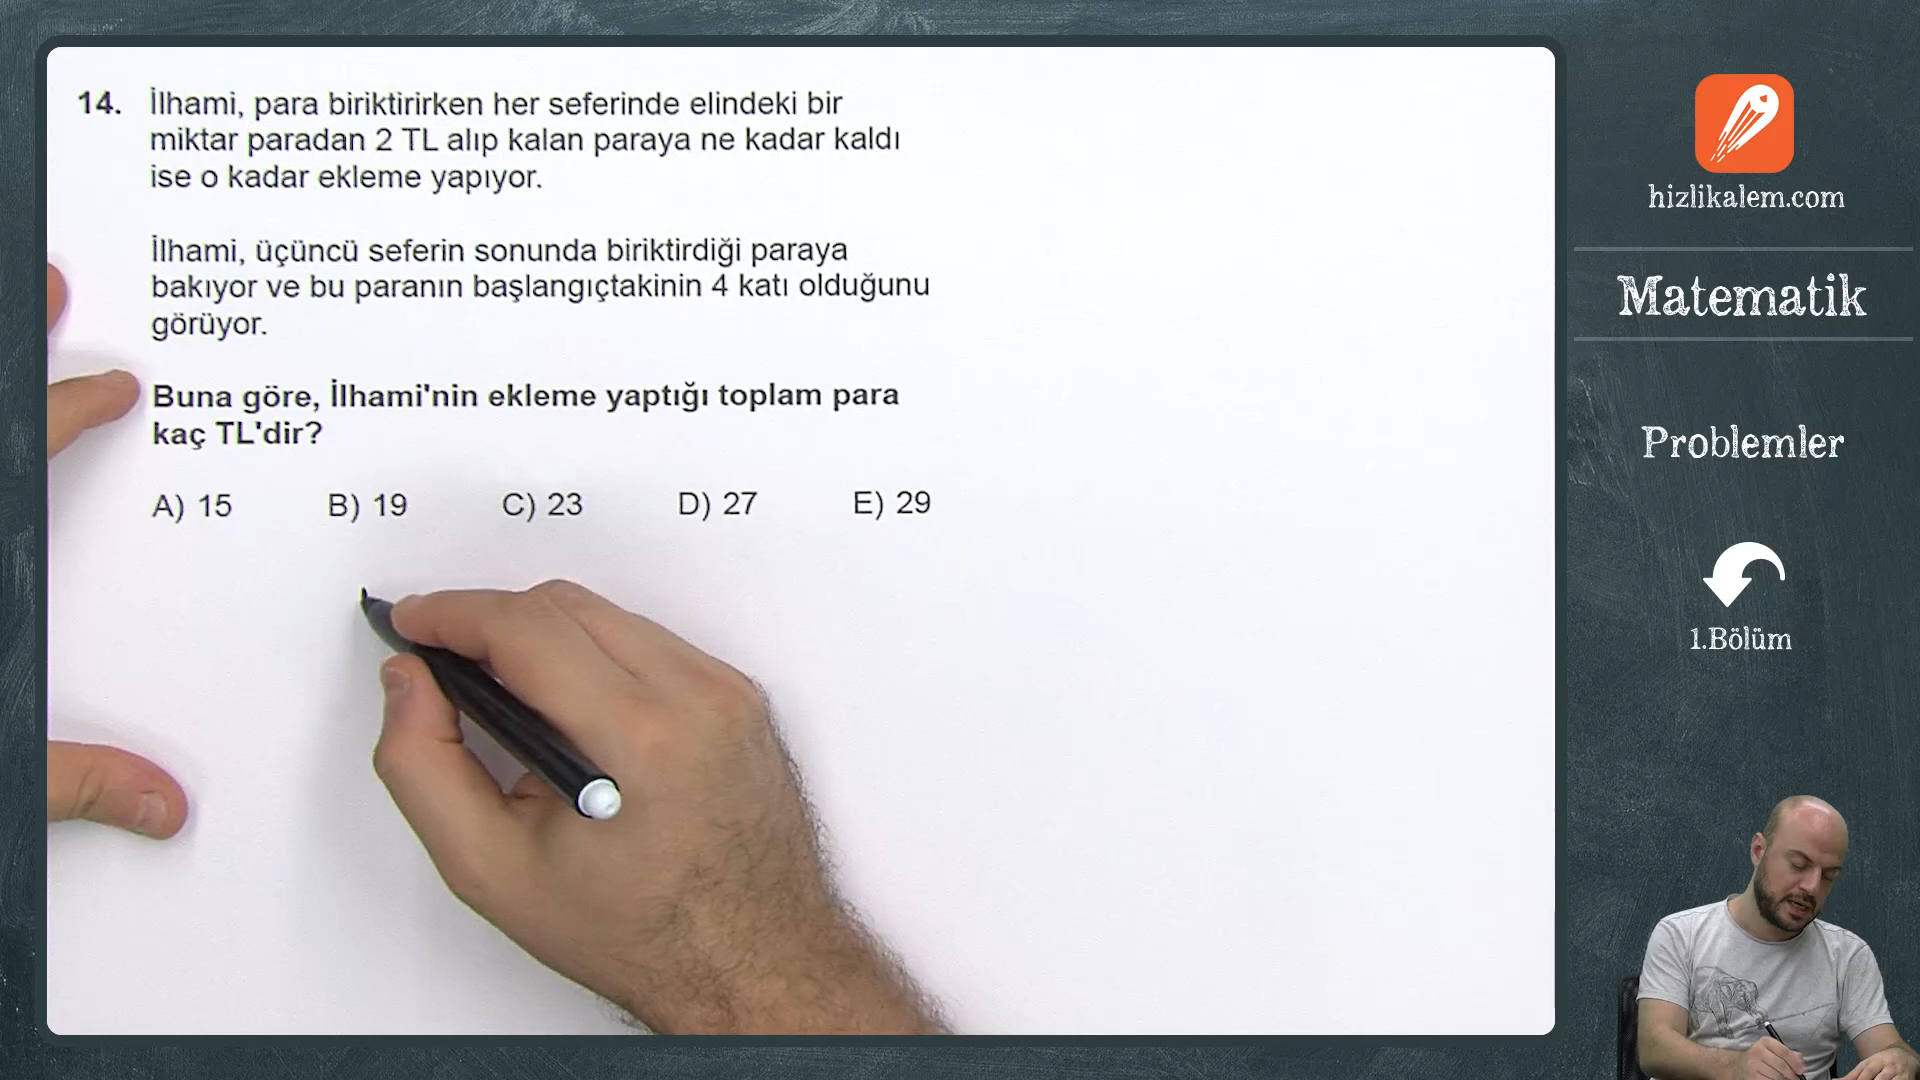 14. İlhami, para biriktirirken her seferinde elindeki bir
miktar paradan 2 TL alıp kalan paraya ne kadar kaldı
ise o kadar ekleme yapıyor.
İlhami, üçüncü seferin sonunda biriktirdiği paraya
bakıyor ve bu paranın başlangıçtakinin 4 katı olduğunu
görüyor.
Buna göre, İlhami'nin ekleme yaptığı toplam para
kaç TL'dir?
A) 15 B) 19 C) 23 D) 27 E) 29
hizlikalem.com
Matematik
Problemler
1.Bölüm